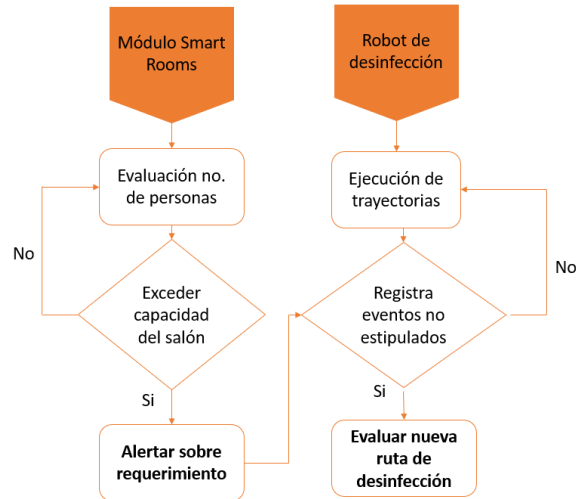 Módulo Smart
Rooms
Robot de
desinfección
Evaluación no.
de personas
Ejecución de
trayectorias
No
No
Exceder
capacidad
del salón
Registra
eventos no
estipulados
Si
Si
Alertar sobre
requerimiento
Evaluar nueva
ruta de
desinfección